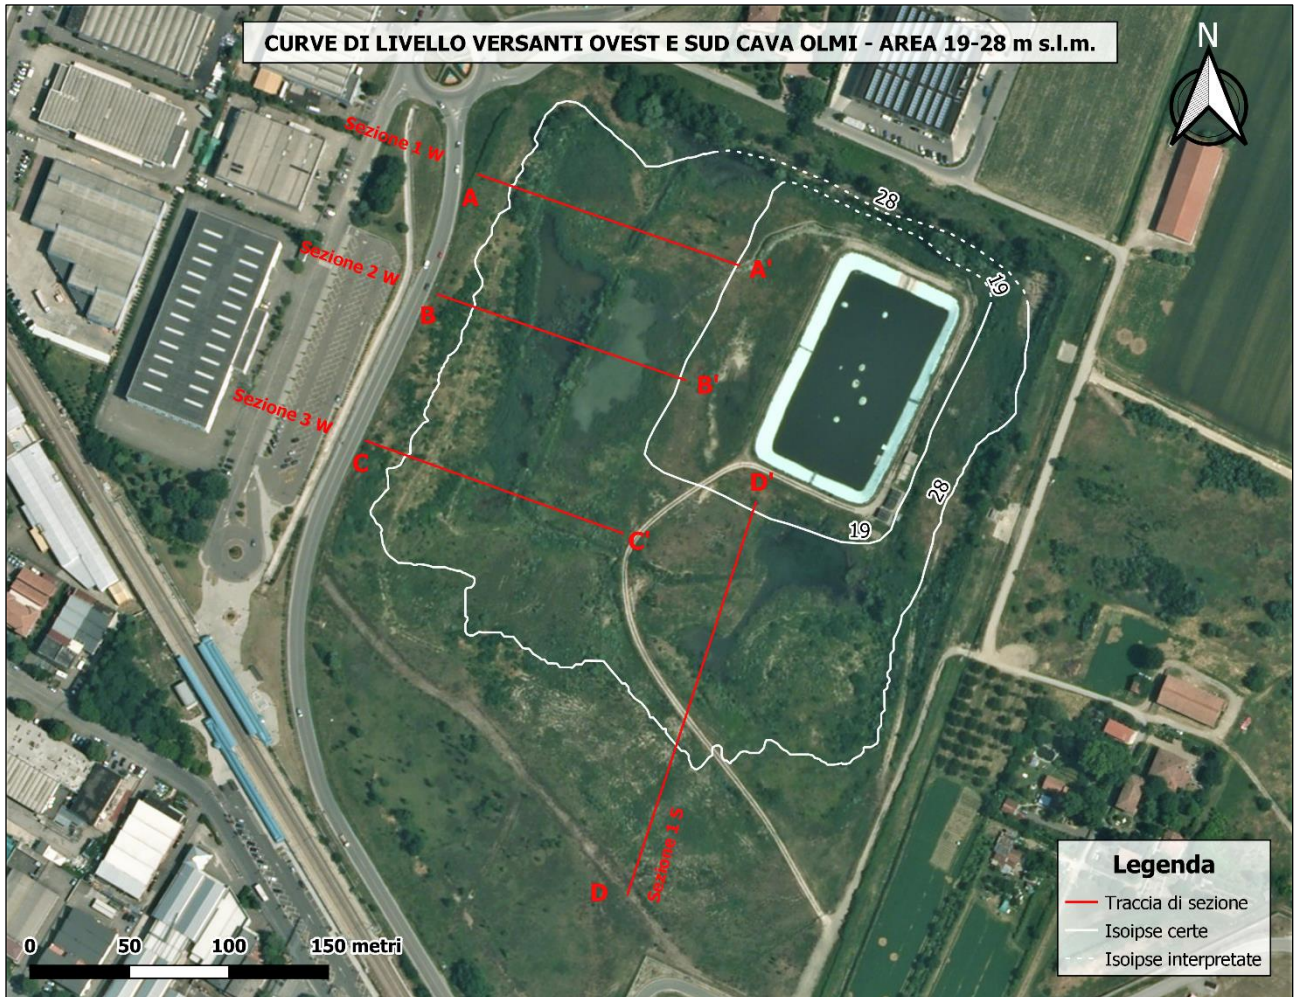 CURVE DI LIVELLO VERSANTI OVEST E SUD CAVA OLMI - AREA 19-28 m s.l.m.
N
Sezione 1 W
A
A'
28
Sezione 2 W
19
B
B'
Sezione 3 W
C
C'
D'
28
19
Sezione 1 S
D
Legenda
Traccia di sezione
Isoipse certe
Isoipse interpretate
0 50 100 150 metri